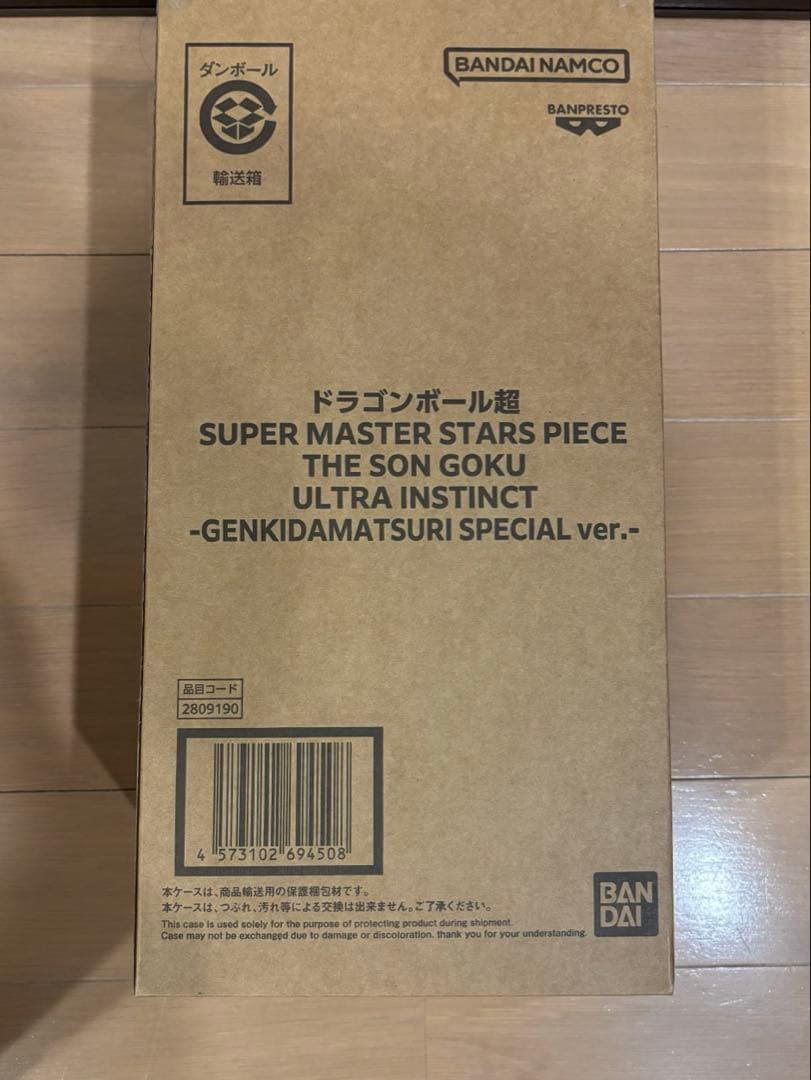 ダンボール
輸送箱
BANDAI NAMCO
BANPRESTO
ドラゴンボール超
SUPER MASTER STARS PIECE
THE SON GOKU
ULTRA INSTINCT
-GENKIDAMATSURI SPECIAL ver.-
品目コード
2809190
4 573102 694508
本ケースは、商品輸送用の保護梱包材です。
本ケースは、つぶれ、汚れ等による交換は出来ません。ご了承ください。
This case is used solely for the purpose of protecting product during shipment.
Case may not be exchanged due to damage or discoloration. thank you for your understanding.
BAN
DAI